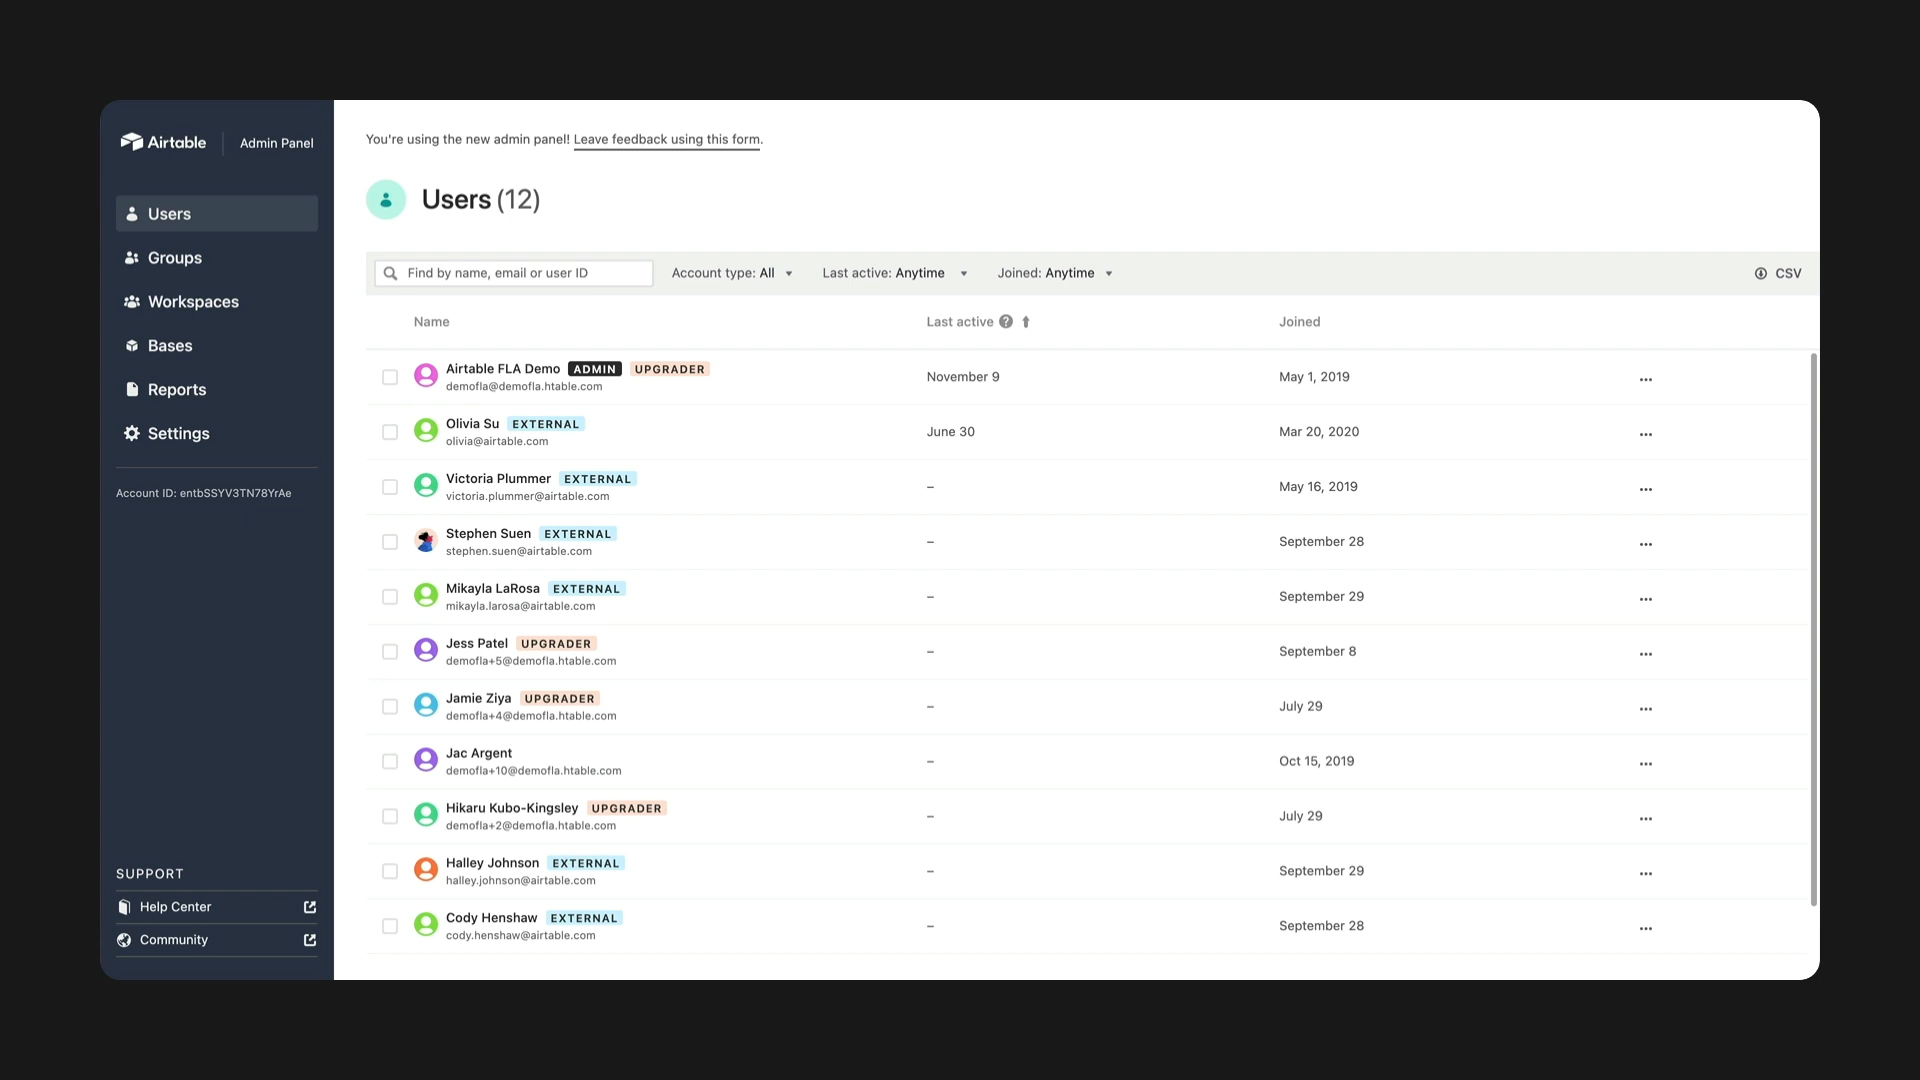 Airtable Admin Panel
Users
Groups
Workspaces
Bases
Reports
Settings
Account ID: entbSSYV3TN78YrAe
SUPPORT
Help Center
Community
You're using the new admin panel! Leave feedback using this form.
Users (12)
Find by name, email or user ID Account type: All Last active: Anytime Joined: Anytime CSV
Name Last active ? Joined
Airtable FLA Demo ADMIN UPGRADER
demofla@demofla.htable.com
November 9 May 1, 2019 ...
Olivia Su EXTERNAL
olivia@airtable.com
June 30 Mar 20, 2020 ...
Victoria Plummer EXTERNAL
victoria.plummer@airtable.com
– May 16, 2019 ...
Stephen Suen EXTERNAL
stephen.suen@airtable.com
– September 28 ...
Mikayla LaRosa EXTERNAL
mikayla.larosa@airtable.com
– September 29 ...
Jess Patel UPGRADER
demofla+5@demofla.htable.com
– September 8 ...
Jamie Ziya UPGRADER
demofla+4@demofla.htable.com
– July 29 ...
Jac Argent
demofla+10@demofla.htable.com
– Oct 15, 2019 ...
Hikaru Kubo-Kingsley UPGRADER
demofla+2@demofla.htable.com
– July 29 ...
Halley Johnson EXTERNAL
halley.johnson@airtable.com
– September 29 ...
Cody Henshaw EXTERNAL
cody.henshaw@airtable.com
– September 28 ...